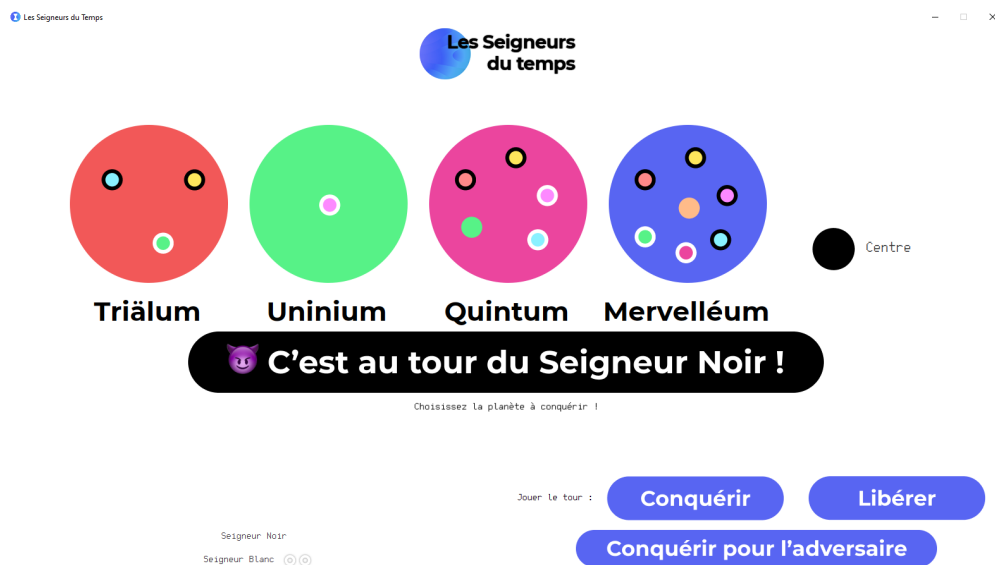 Les Seigneurs du Temps
Les Seigneurs
du temps
Centre
Triälum
Uninium
Quintum
Mervelléum
C’est au tour du Seigneur Noir !
Choisissez la planète à conquérir !
Jouer le tour :
Conquérir
Libérer
Seigneur Noir
Conquérir pour l’adversaire
Seigneur Blanc